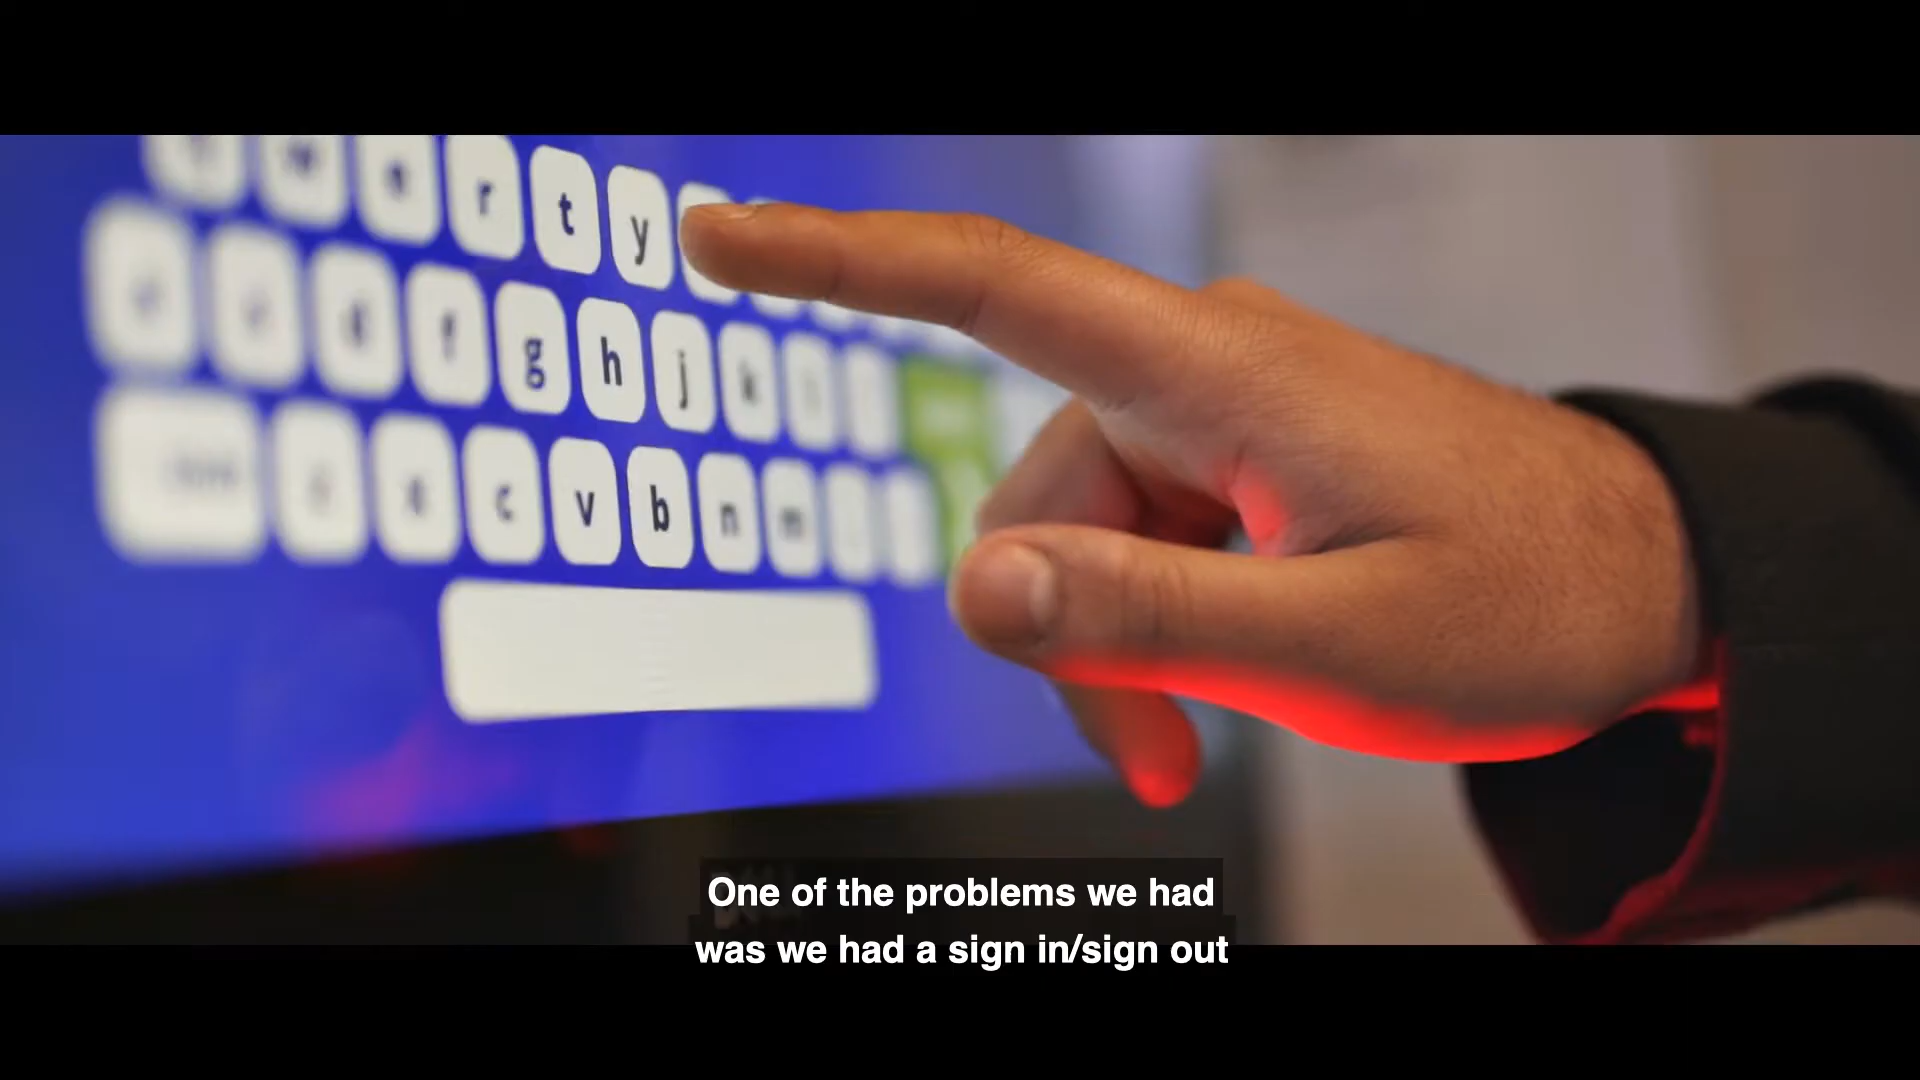 w e r t y
d f g h j k
c v b n m
One of the problems we had
was we had a sign in/sign out